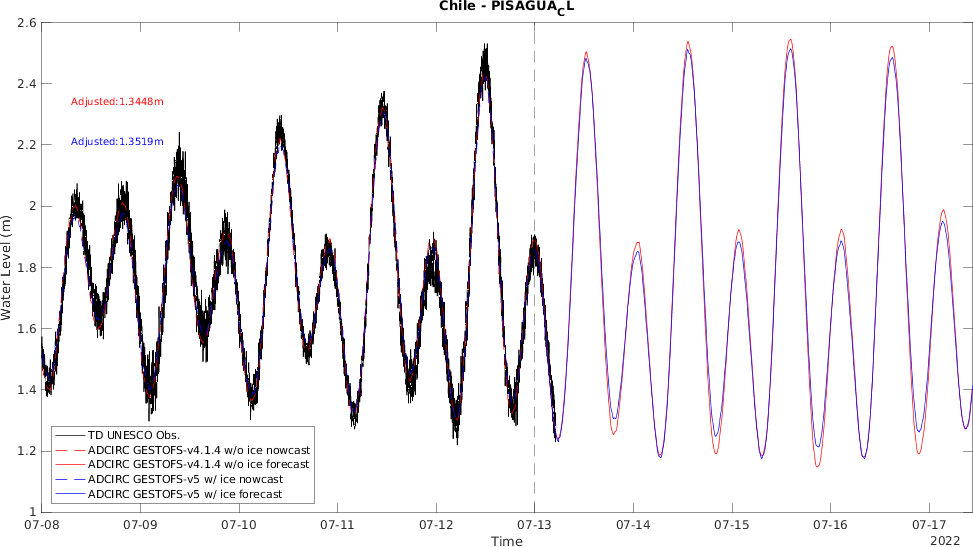 Chile - PISAGUA_CL
2.6
2.4
2.2
2
1.8
1.6
1.4
1.2
1
Water Level (m)
Adjusted:1.3448m
Adjusted:1.3519m
TD UNESCO Obs.
ADCIRC GESTOFS-v4.1.4 w/o ice nowcast
ADCIRC GESTOFS-v4.1.4 w/o ice forecast
ADCIRC GESTOFS-v5 w/ ice nowcast
ADCIRC GESTOFS-v5 w/ ice forecast
07-08 07-09 07-10 07-11 07-12 07-13 07-14 07-15 07-16 07-17
Time
2022